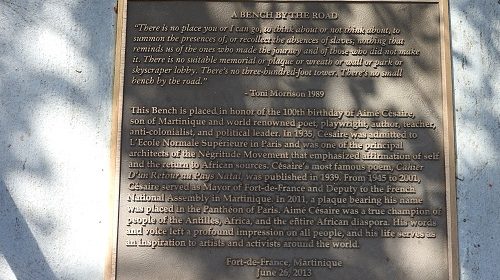 A BENCH BY THE ROAD
"There is no place you or I can go, to think about or not think about, to
summon the presences of, or recollect the absences of slaves; nothing that
reminds us of the ones who made the journey and of those who did not make
it. There is no suitable memorial or plaque or wreath or wall or park or
skyscraper lobby. There's no three-hundred-foot tower. There's no small
bench by the road."
- Toni Morrison 1989
This Bench is placed in honor of the 100th birthday of Aimé Césaire,
son of Martinique and world renowned poet, playwright, author, teacher,
anti-colonialist, and political leader. In 1935, Césaire was admitted to
L'École Normale Supérieure in Paris and was one of the principal
architects of the Négritude Movement that emphasized affirmation of self
and the return to African sources. Césaire's most famous poem, Cahier
D'un Retour au Pays Natal, was published in 1939. From 1945 to 2001,
Césaire served as Mayor of Fort-de-France and Deputy to the French
National Assembly in Martinique. In 2011, a plaque bearing his name
was placed in the Panthéon of Paris. Aimé Césaire was a true champion of
people of the Antilles, Africa, and the entire African diaspora. His words
and voice left a profound impression on all people, and his life serves as
an inspiration to artists and activists around the world.
Fort-de-France, Martinique
June 26, 2013